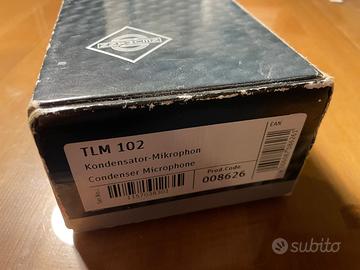 TLM 102
Kondensator-Mikrophon
Condenser Microphone
Prod.Code
008626
EAN
subito